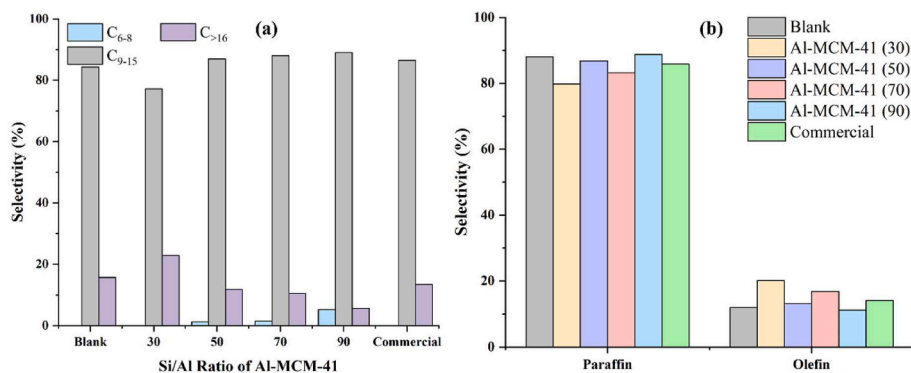 C6-8
C>16
C9-15
(a)
100
80
60
40
20
0
Selectivity (%)
Blank
30
50
70
90
Commercial
Si/Al Ratio of Al-MCM-41
(b)
Blank
Al-MCM-41 (30)
Al-MCM-41 (50)
Al-MCM-41 (70)
Al-MCM-41 (90)
Commercial
100
80
60
40
20
0
Selectivity (%)
Paraffin
Olefin